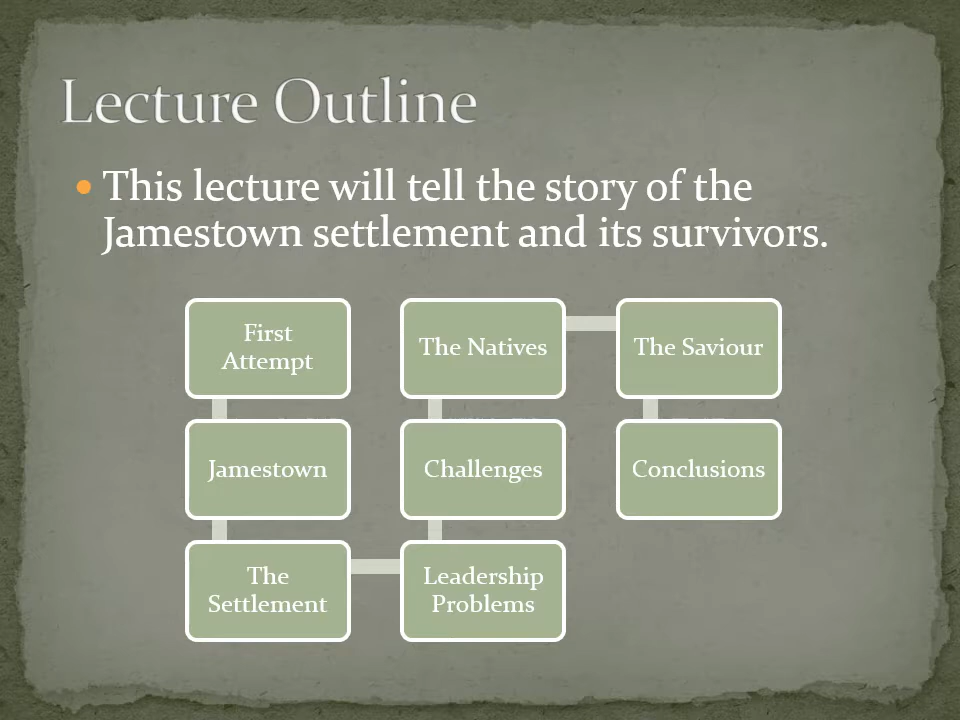 Lecture Outline
This lecture will tell the story of the
Jamestown settlement and its survivors.
First
Attempt
Jamestown
The
Settlement
Leadership
Problems
Challenges
The Natives
The Saviour
Conclusions